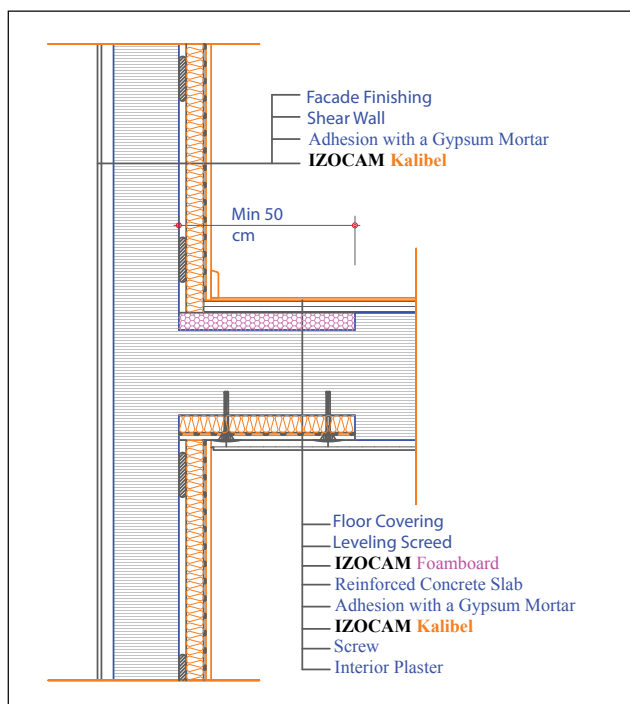 Facade Finishing
Shear Wall
Adhesion with a Gypsum Mortar
IZOCAM Kalibel
Min 50
cm
Floor Covering
Leveling Screed
IZOCAM Foamboard
Reinforced Concrete Slab
Adhesion with a Gypsum Mortar
IZOCAM Kalibel
Screw
Interior Plaster